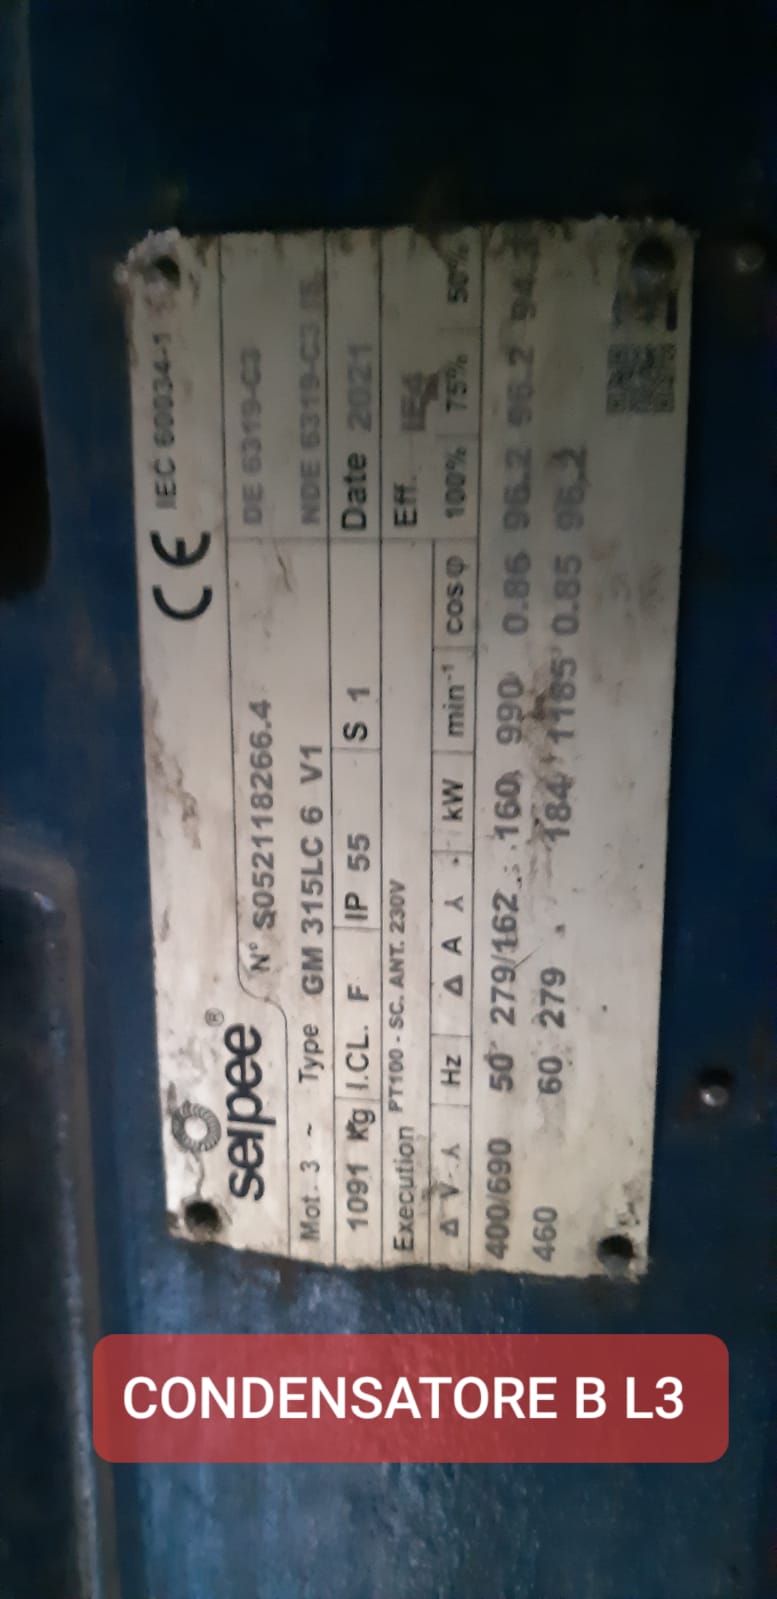 seipee®
CE IEC 60034-1
N° S052118266.4
DE 6319-C3
Mot. 3 ~ Type GM 315LC 6 V1
NDE 6319-C3
1091 Kg I.CL. F IP 55 S 1 Date 2021
Execution PT100 - SC. ANT. 230V Eff. IE4
Δ V Y Hz Δ A Y kW min⁻¹ cosφ 100% 75% 50%
400/690 50 279/162 160 990 0.86 96.2 96.2
460 60 279 184 1185 0.85 96.2
CONDENSATORE B L3